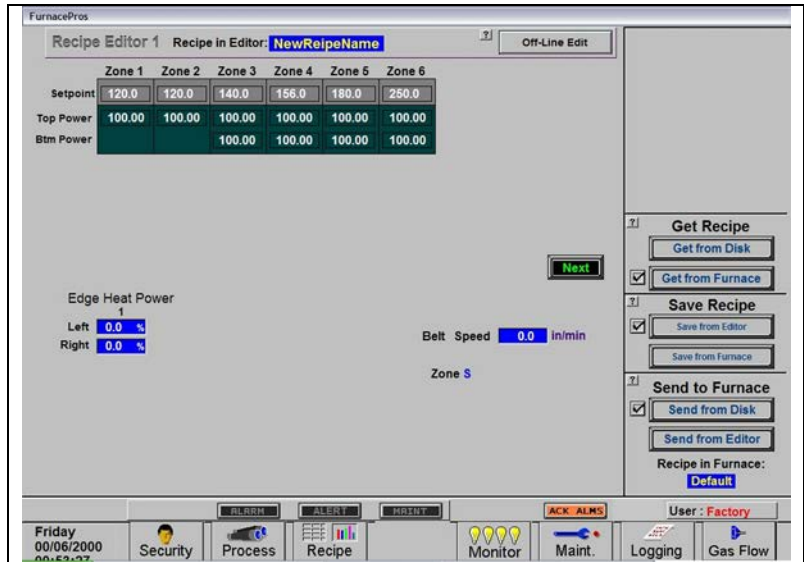 FurnacePros
Recipe Editor 1 Recipe in Editor: NewReipeName ? Off-Line Edit
Zone 1 Zone 2 Zone 3 Zone 4 Zone 5 Zone 6
Setpoint 120.0 120.0 140.0 156.0 180.0 250.0
Top Power 100.00 100.00 100.00 100.00 100.00 100.00
Btm Power 100.00 100.00 100.00 100.00
? Get Recipe
Get from Disk
Next
Get from Furnace
Edge Heat Power
1
Left 0.0 %
Right 0.0 %
Belt Speed 0.0 in/min
Zone S
? Save Recipe
Save from Editor
Save from Furnace
? Send to Furnace
Send from Disk
Send from Editor
Recipe in Furnace:
Default
ALARM ALERT MAINT ACK ALMS User : Factory
Friday
00/06/2000
00:53:27
Security Process Recipe Monitor Maint. Logging Gas Flow